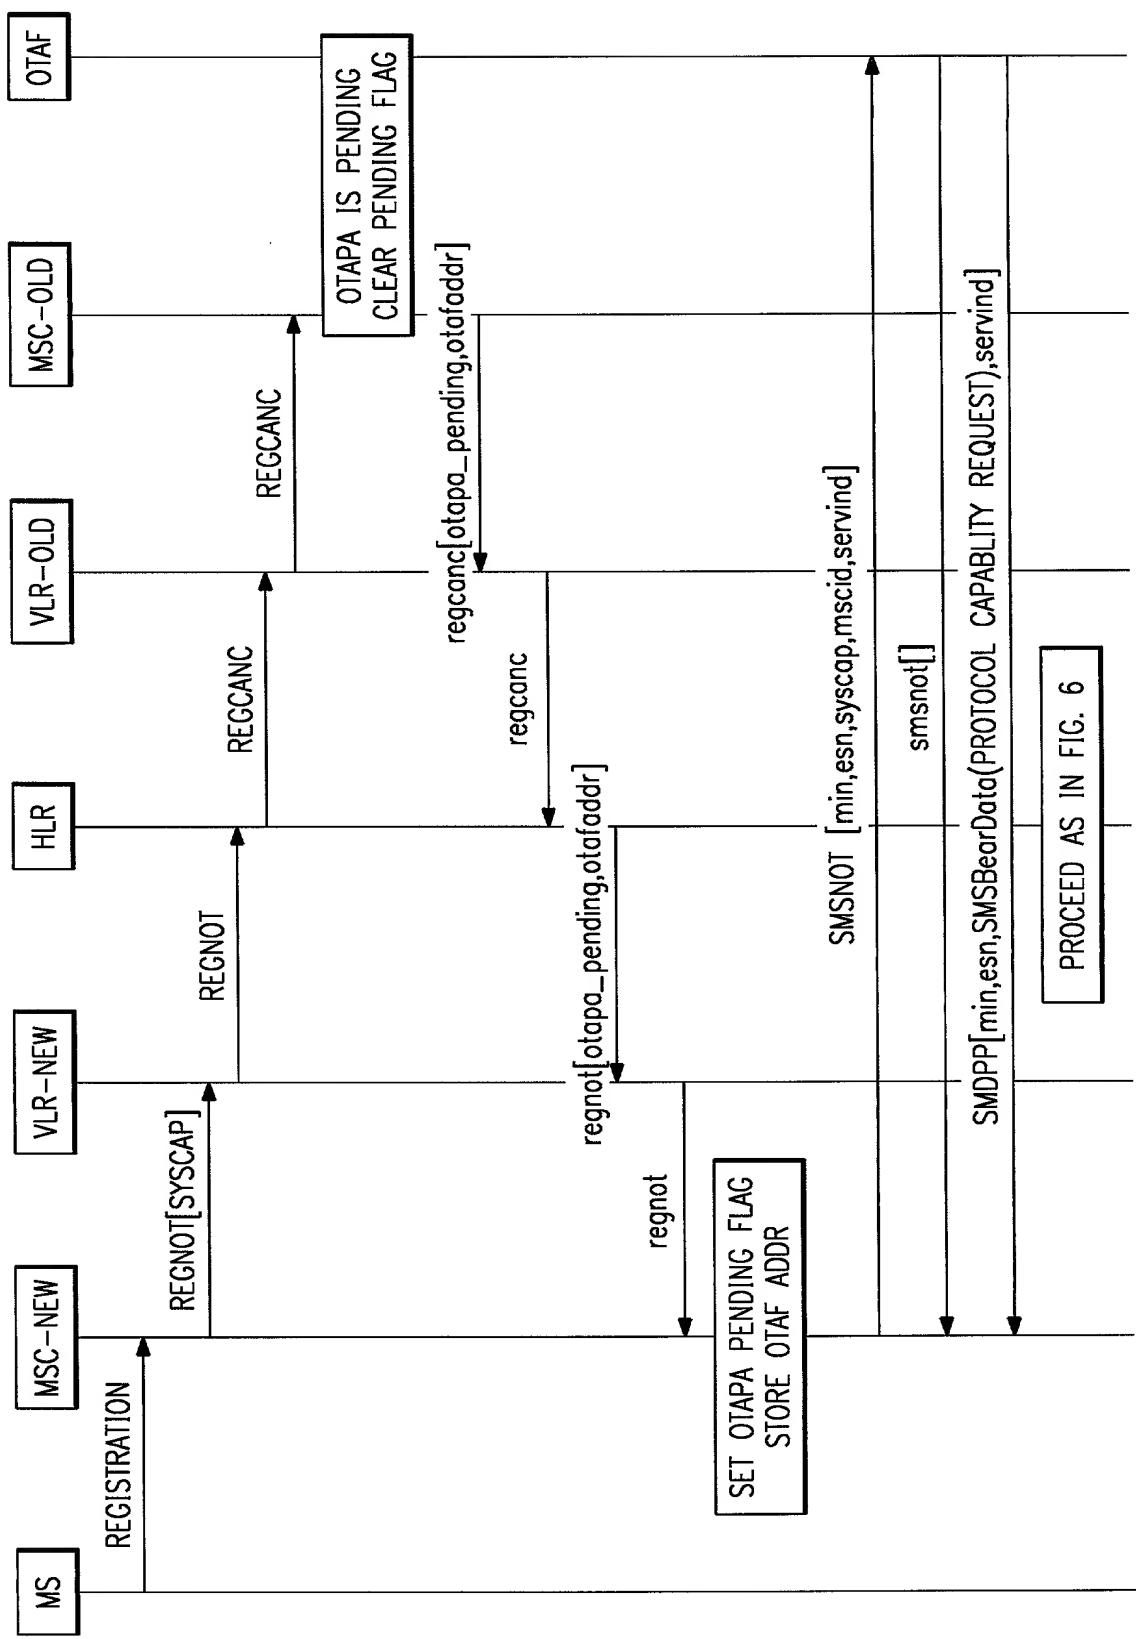 MS
MSC-NEW
VLR-NEW
HLR
VLR-OLD
MSC-OLD
OTAF
REGISTRATION
REGNOT[SYSCAP]
REGNOT
REGCANC
REGCANC
OTAPA IS PENDING
CLEAR PENDING FLAG
regcanc[otapa_pending,otafaddr]
regcanc
regnot[otapa_pending,otafaddr]
regnot
SET OTAPA PENDING FLAG
STORE OTAF ADDR
SMSNOT [min,esn,syscap,mscid,servind]
smsnot[]
SMDPP[min,esn,SMSBearData(PROTOCOL CAPABLITY REQUEST),servind]
PROCEED AS IN FIG. 6